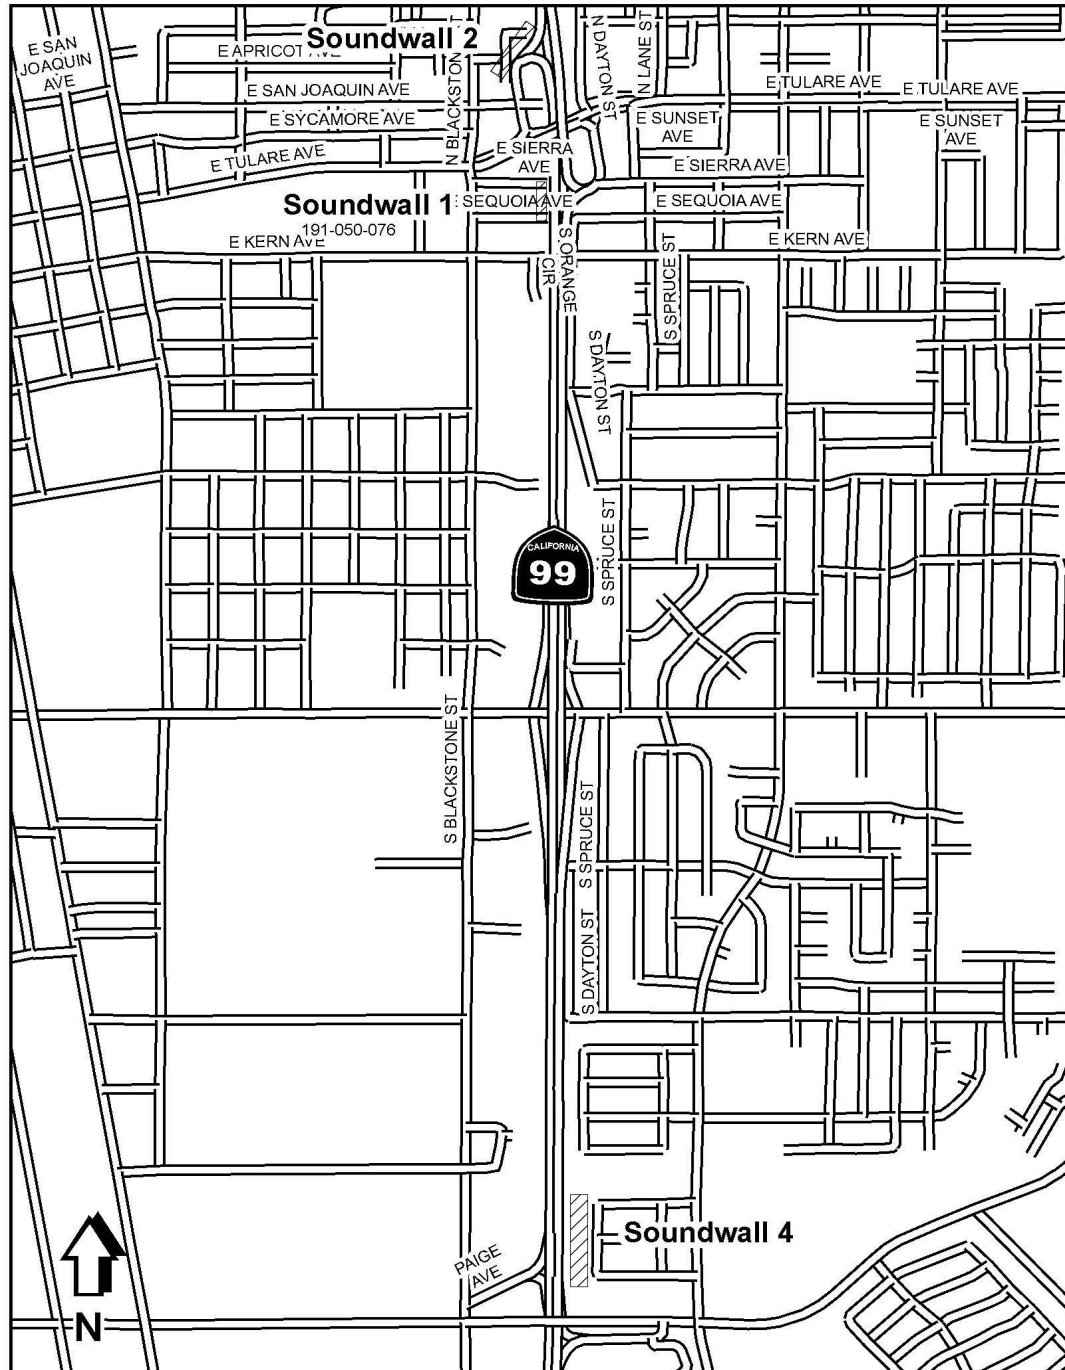 E SAN
JOAQUIN
AVE
E APRICOT AVE
Soundwall 2
N BLACKSTONE ST
N DAYTON ST
N LANE ST
E SAN JOAQUIN AVE
E TULARE AVE
E TULARE AVE
E SYCAMORE AVE
E SUNSET
AVE
E SUNSET
AVE
E TULARE AVE
E SIERRA
AVE
E SIERRA AVE
Soundwall 1
E SEQUOIA AVE
E SEQUOIA AVE
191-050-076
E KERN AVE
E KERN AVE
S ORANGE
CIR
S SPRUCE ST
S DAYTON ST
S SPRUCE ST
CALIFORNIA
99
S BLACKSTONE ST
S SPRUCE ST
S DAYTON ST
Soundwall 4
PAIGE
AVE
N